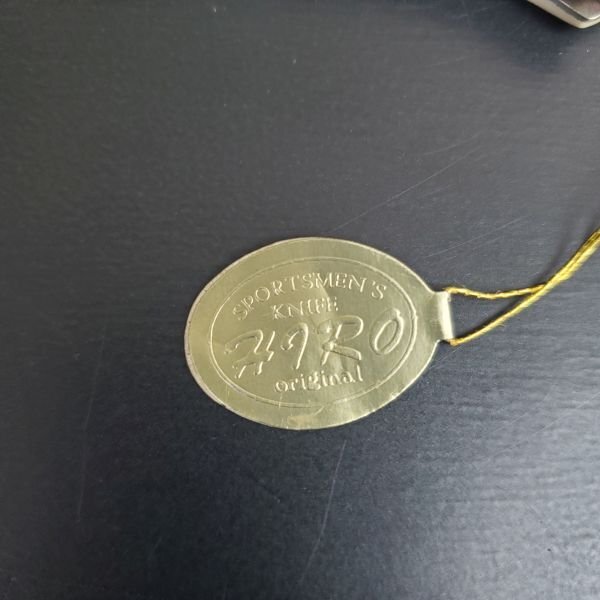 SPORTSMEN'S
KNIFE
HIRO
original